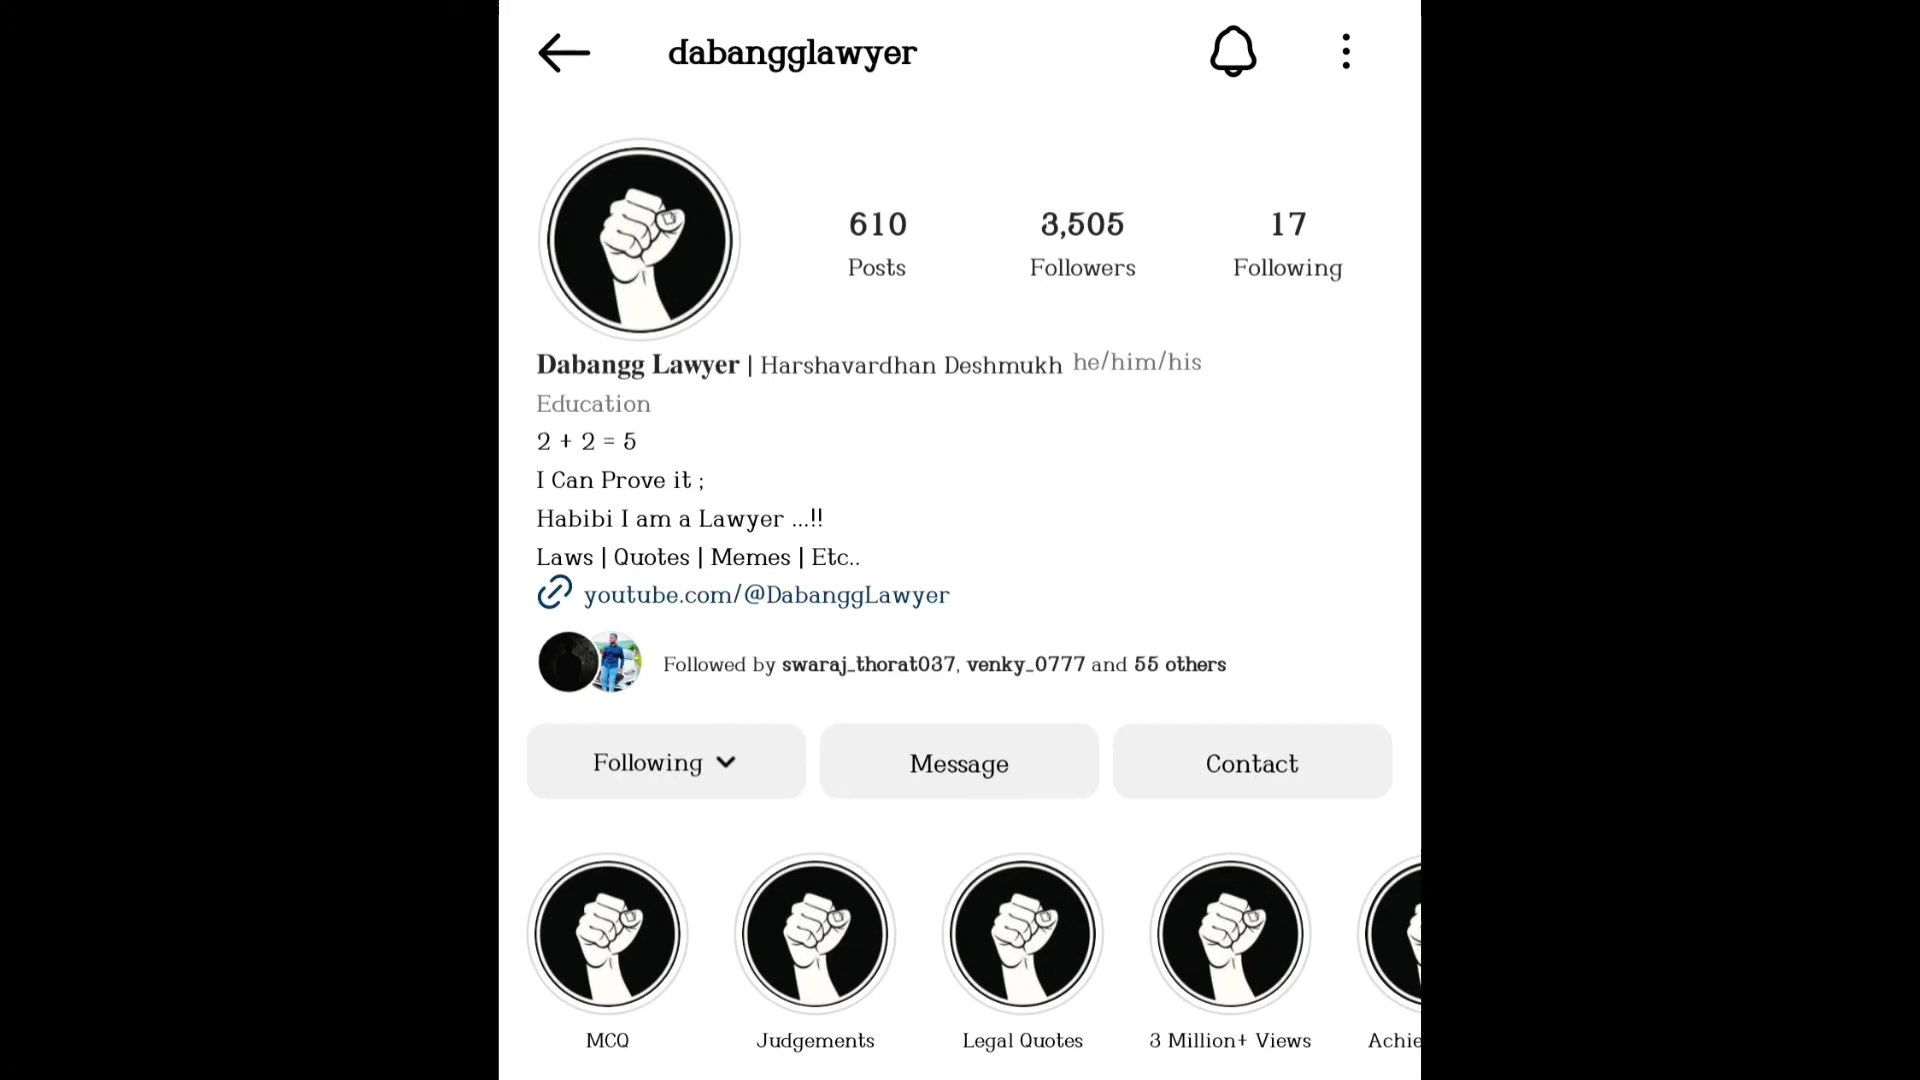 dabangglawyer
610 3,505 17
Posts Followers Following
Dabangg Lawyer | Harshavardhan Deshmukh he/him/his
Education
2 + 2 = 5
I Can Prove it ;
Habibi I am a Lawyer ...!!
Laws | Quotes | Memes | Etc..
youtube.com/@DabanggLawyer
Followed by swaraj_thorat037, venky_0777 and 55 others
Following Message Contact
MCQ Judgements Legal Quotes 3 Million+ Views Achie